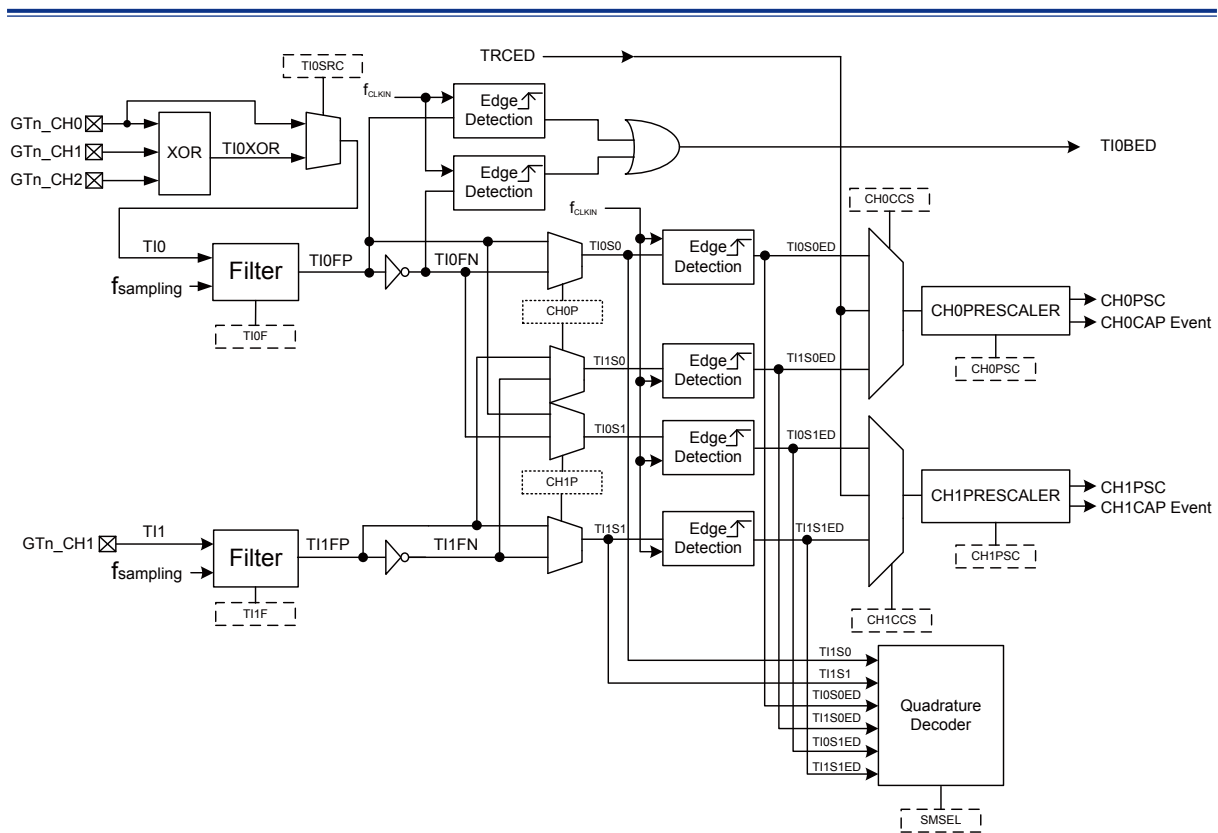 TRCED
TI0SRC
fCLKIN
Edge
Detection
GTn_CH0
GTn_CH1
GTn_CH2
XOR
TI0XOR
TI0BED
Edge
Detection
fCLKIN
CH0CCS
TI0
Filter
TI0FP
TI0FN
TI0S0
Edge
Detection
TI0S0ED
fsampling
CH0P
CH0PRESCALER
CH0PSC
CH0CAP Event
TI0F
TI1S0
Edge
Detection
TI1S0ED
CH0PSC
TI0S1
Edge
Detection
TI0S1ED
CH1P
CH1PRESCALER
CH1PSC
CH1CAP Event
GTn_CH1
TI1
Filter
TI1FP
TI1FN
TI1S1
Edge
Detection
TI1S1ED
CH1PSC
fsampling
TI1F
CH1CCS
TI1S0
TI1S1
TI0S0ED
TI1S0ED
TI0S1ED
TI1S1ED
Quadrature
Decoder
SMSEL